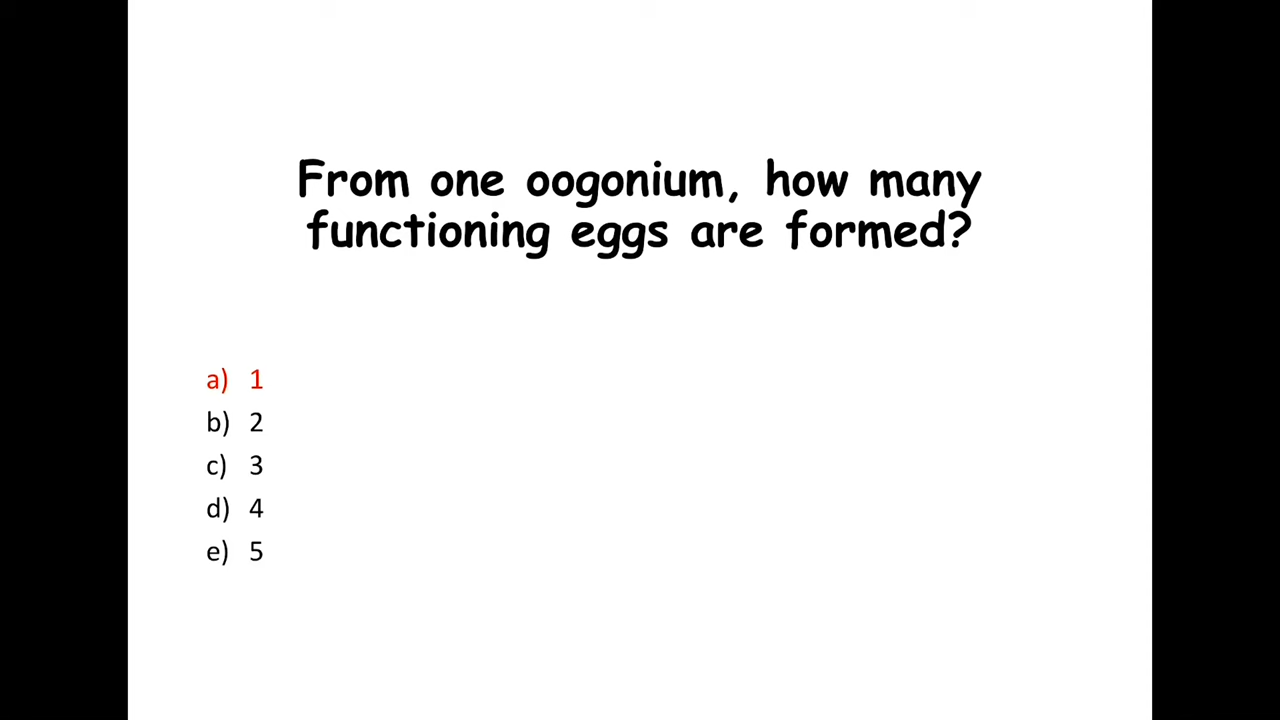 From one oogonium, how many
functioning eggs are formed?
a) 1
b) 2
c) 3
d) 4
e) 5